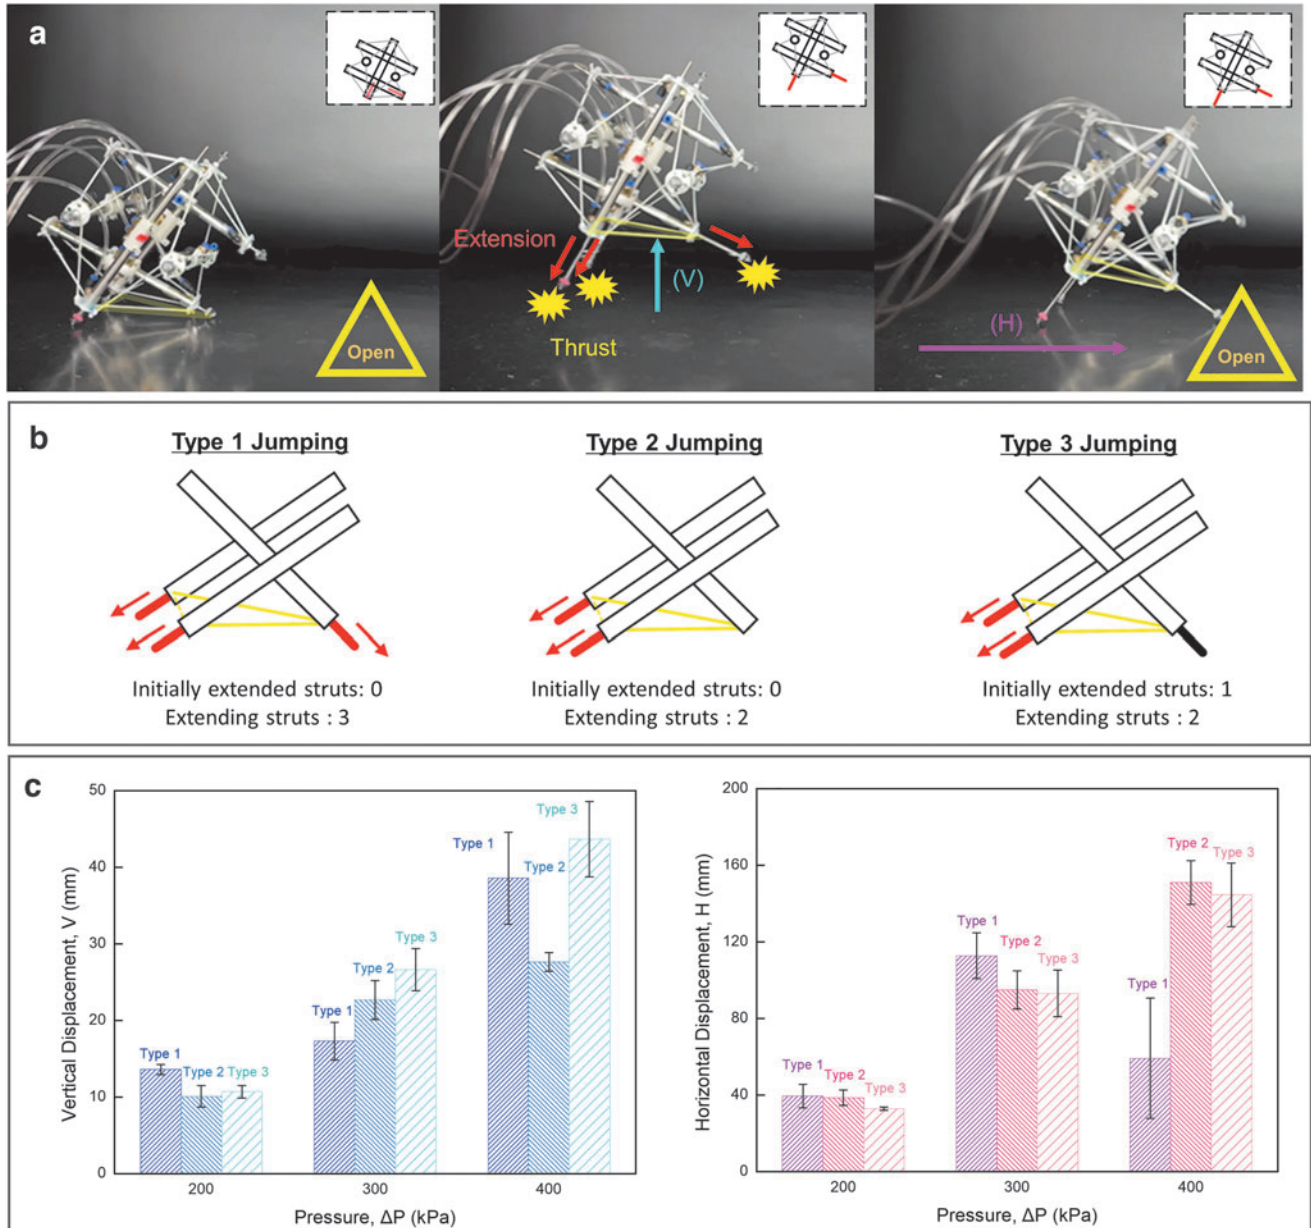 a
Extension
(V)
Thrust
Open
(H)
Open
b
Type 1 Jumping
Type 2 Jumping
Type 3 Jumping
Initially extended struts: 0
Extending struts : 3
Initially extended struts: 0
Extending struts : 2
Initially extended struts: 1
Extending struts : 2
c
Vertical Displacement, V (mm)
50
40
30
20
10
0
Type 1
Type 2
Type 3
Type 1
Type 2
Type 3
Type 1
Type 2
Type 3
200
300
400
Pressure, ΔP (kPa)
Horizontal Displacement, H (mm)
200
160
120
80
40
0
Type 1
Type 2
Type 3
Type 1
Type 2
Type 3
Type 1
Type 2
Type 3
200
300
400
Pressure, ΔP (kPa)